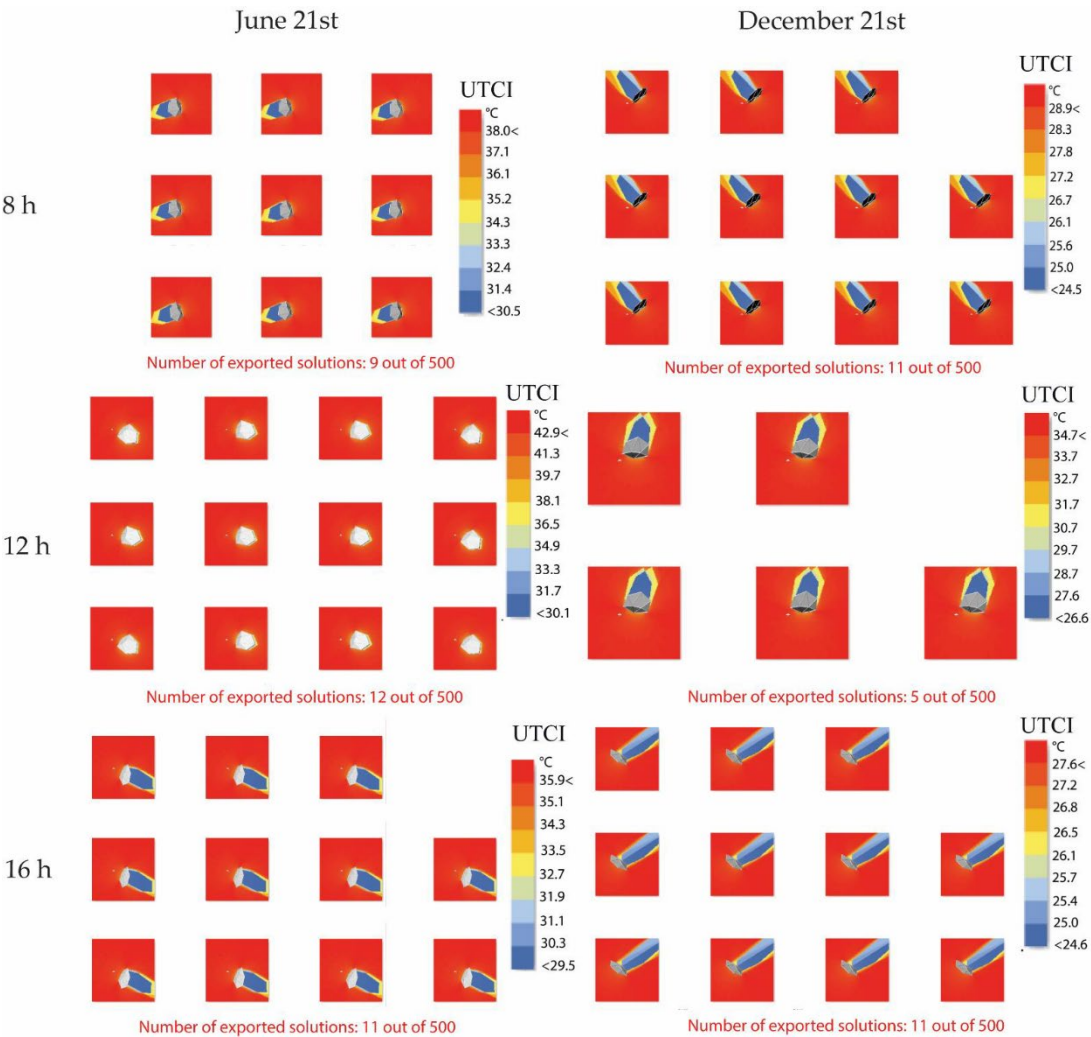 June 21st
December 21st
8 h
UTCI
°C
38.0<
37.1
36.1
35.2
34.3
33.3
32.4
31.4
<30.5
Number of exported solutions: 9 out of 500
UTCI
°C
28.9<
28.3
27.8
27.2
26.7
26.1
25.6
25.0
<24.5
Number of exported solutions: 11 out of 500
12 h
UTCI
°C
42.9<
41.3
39.7
38.1
36.5
34.9
33.3
31.7
<30.1
Number of exported solutions: 12 out of 500
UTCI
°C
34.7<
33.7
32.7
31.7
30.7
29.7
28.7
27.6
<26.6
Number of exported solutions: 5 out of 500
16 h
UTCI
°C
35.9<
35.1
34.3
33.5
32.7
31.9
31.1
30.3
<29.5
Number of exported solutions: 11 out of 500
UTCI
°C
27.6<
27.2
26.8
26.5
26.1
25.7
25.4
25.0
<24.6
Number of exported solutions: 11 out of 500